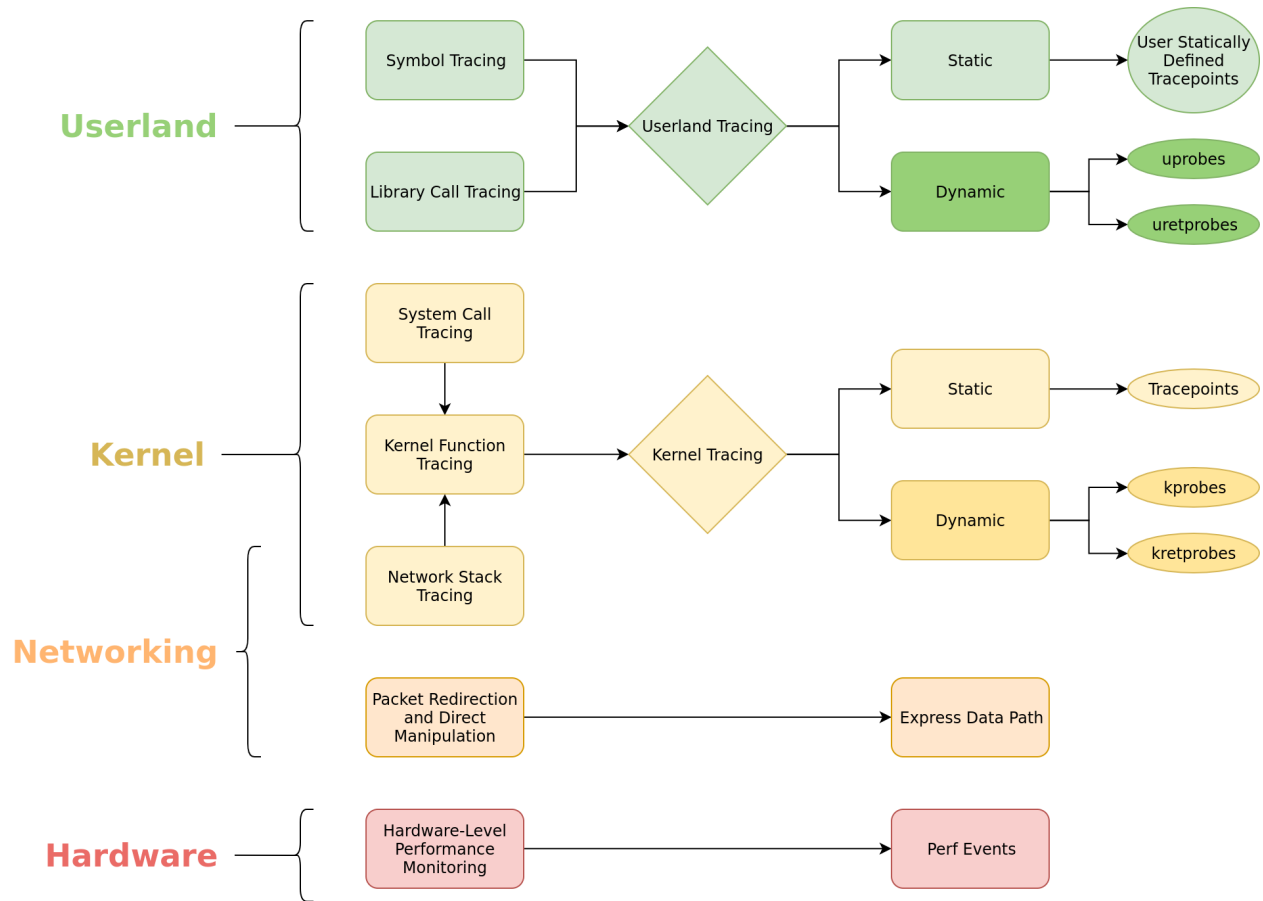 Userland
Symbol Tracing
Library Call Tracing
Userland Tracing
Static
User Statically
Defined
Tracepoints
Dynamic
uprobes
uretprobes
Kernel
System Call
Tracing
Kernel Function
Tracing
Network Stack
Tracing
Kernel Tracing
Static
Tracepoints
Dynamic
kprobes
kretprobes
Networking
Packet Redirection
and Direct
Manipulation
Express Data Path
Hardware
Hardware-Level
Performance
Monitoring
Perf Events